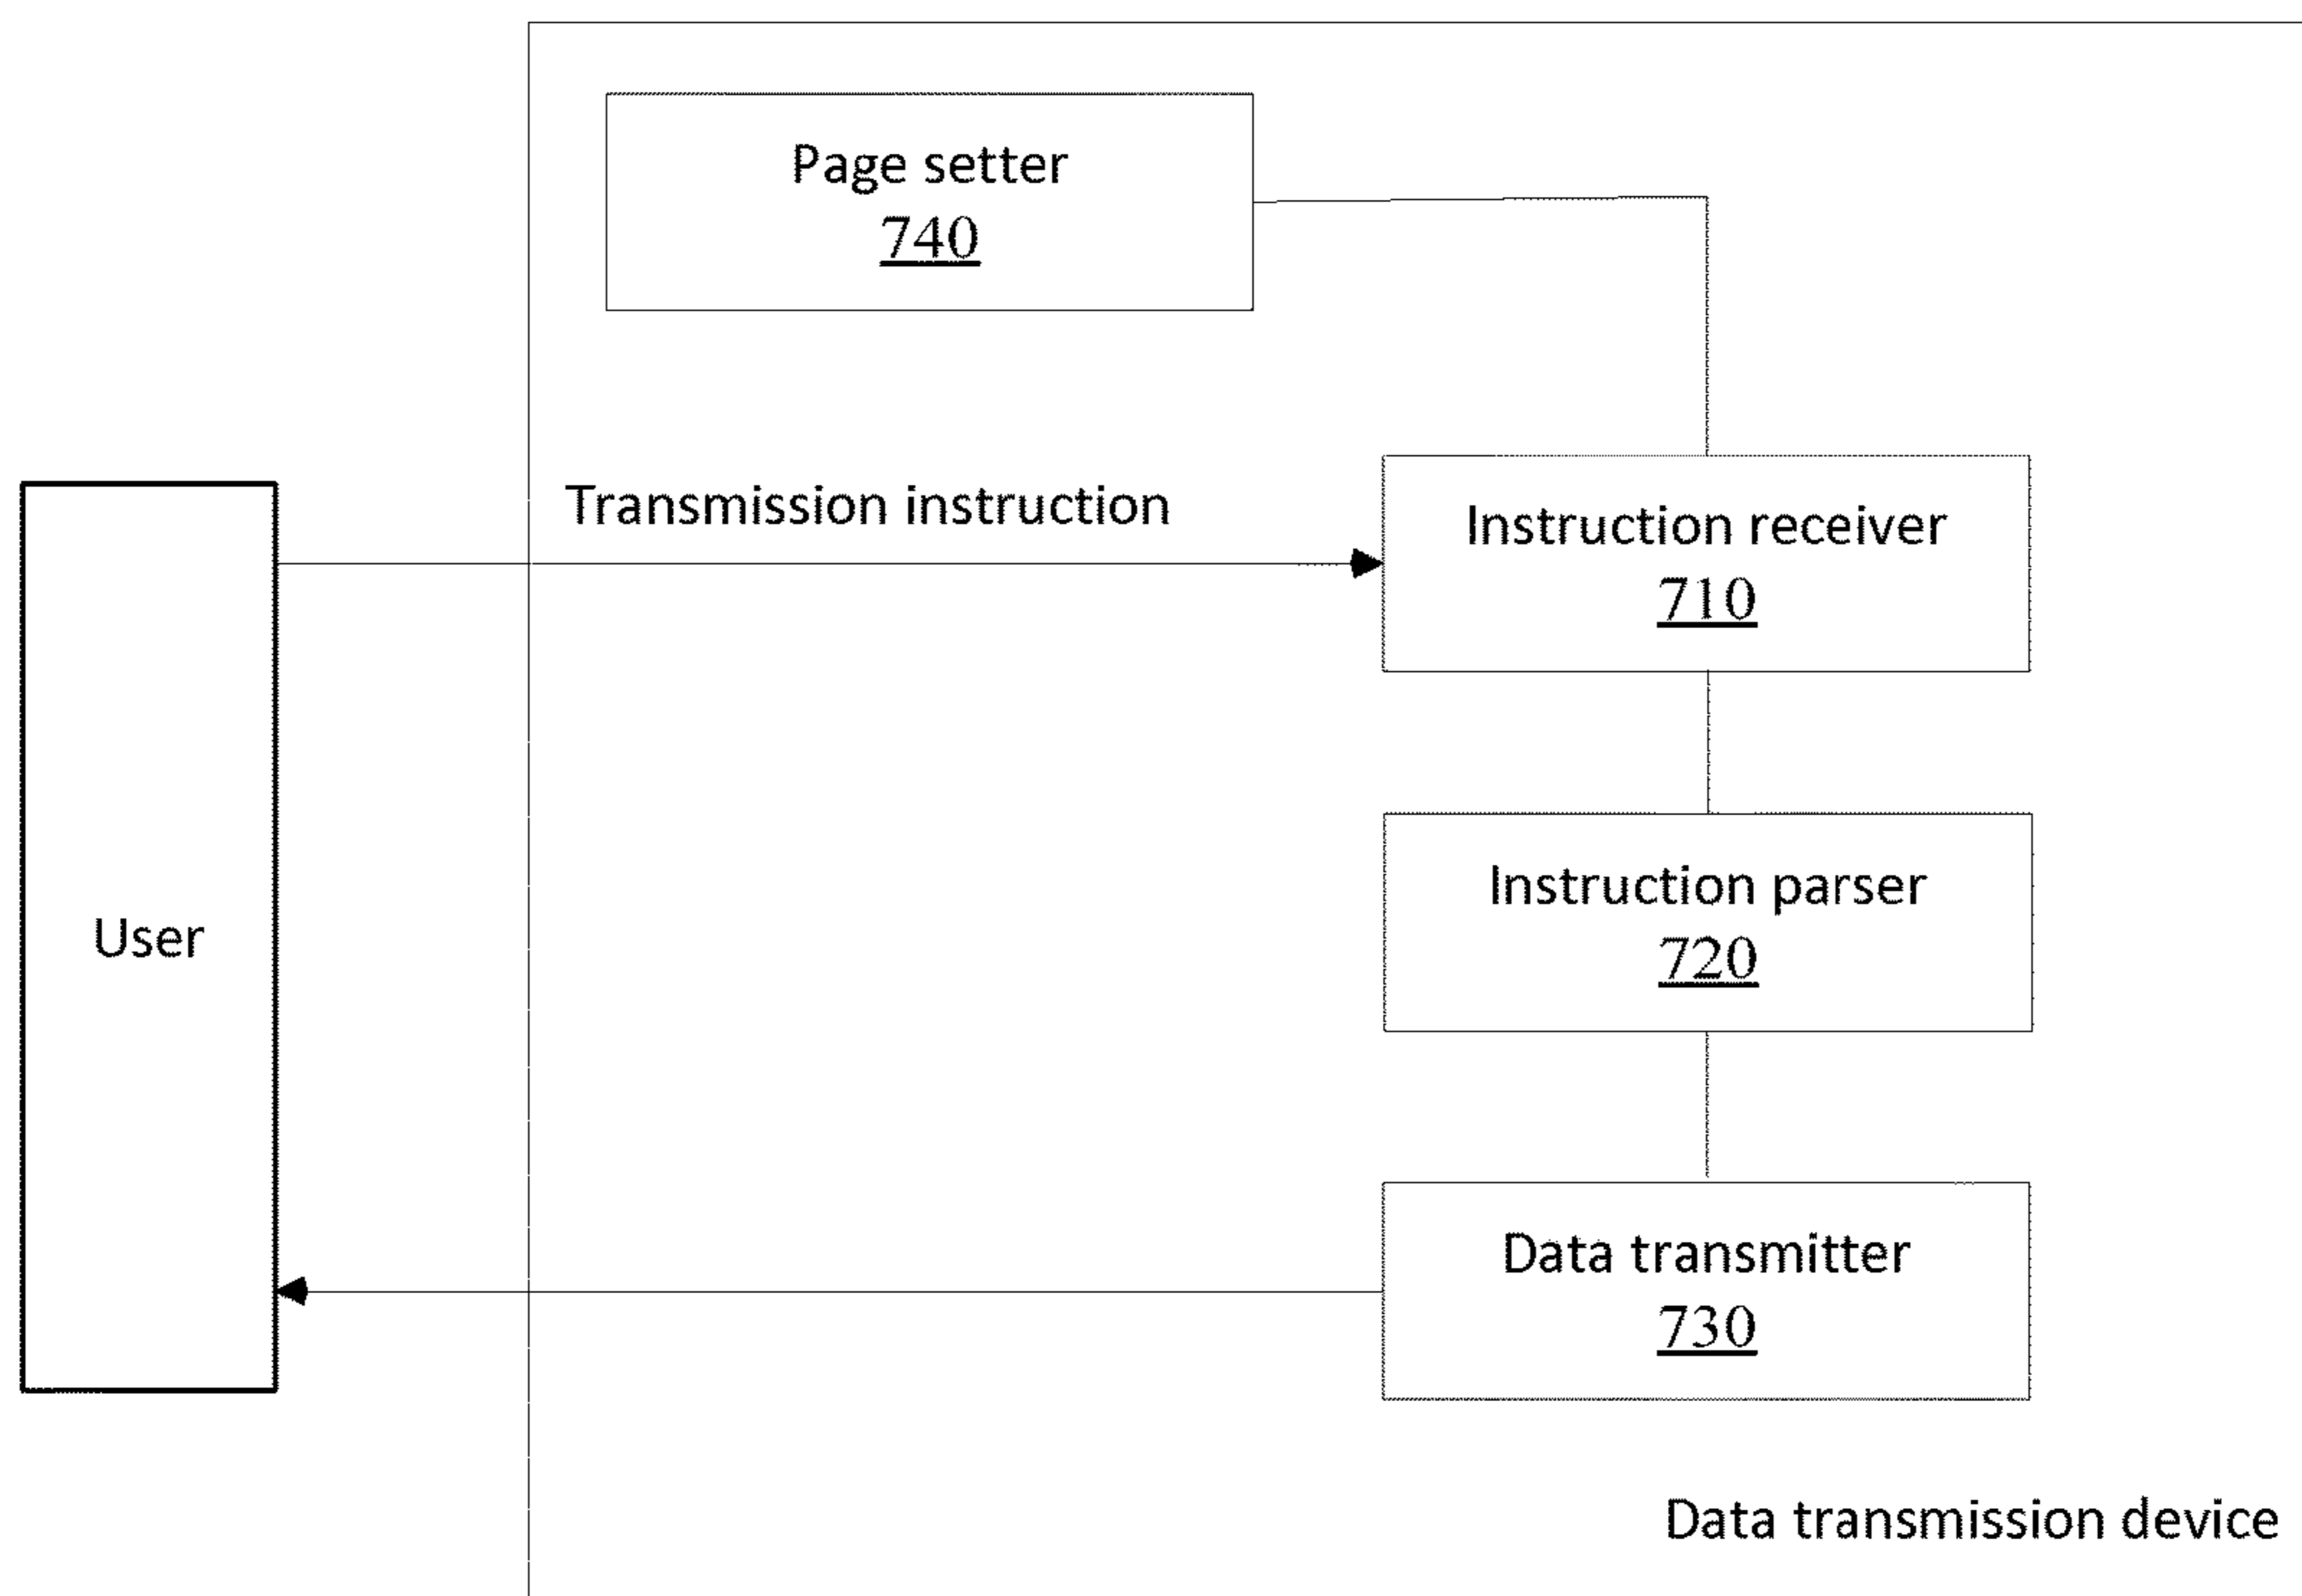 Page setter
740
Transmission instruction
Instruction receiver
710
Instruction parser
720
User
Data transmitter
730
Data transmission device